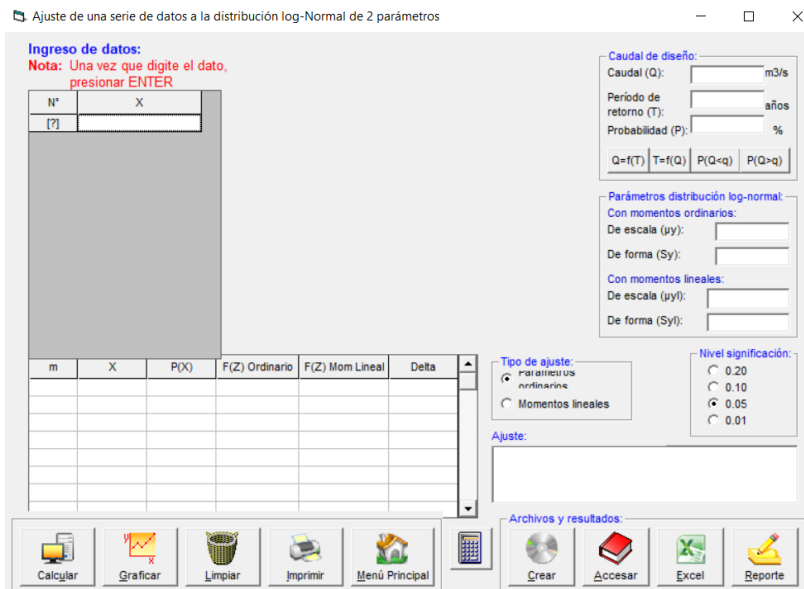 Ajuste de una serie de datos a la distribución log-Normal de 2 parámetros
Ingreso de datos:
Nota: Una vez que digite el dato,
presionar ENTER
N° X
[?]
Caudal de diseño:
Caudal (Q): m3/s
Período de
retorno (T): años
Probabilidad (P): %
Q=f(T) T=f(Q) P(Q<q) P(Q>q)
Parámetros distribución log-normal:
Con momentos ordinarios:
De escala (µy):
De forma (Sy):
Con momentos lineales:
De escala (µyl):
De forma (Syl):
m X P(X) F(Z) Ordinario F(Z) Mom Lineal Delta
Tipo de ajuste:
Parámetros
ordinarios
Momentos lineales
Nivel significación:
0.20
0.10
0.05
0.01
Ajuste:
Archivos y resultados:
y
x
Calcular Graficar Limpiar Imprimir Menú Principal Crear Accesar Excel Reporte